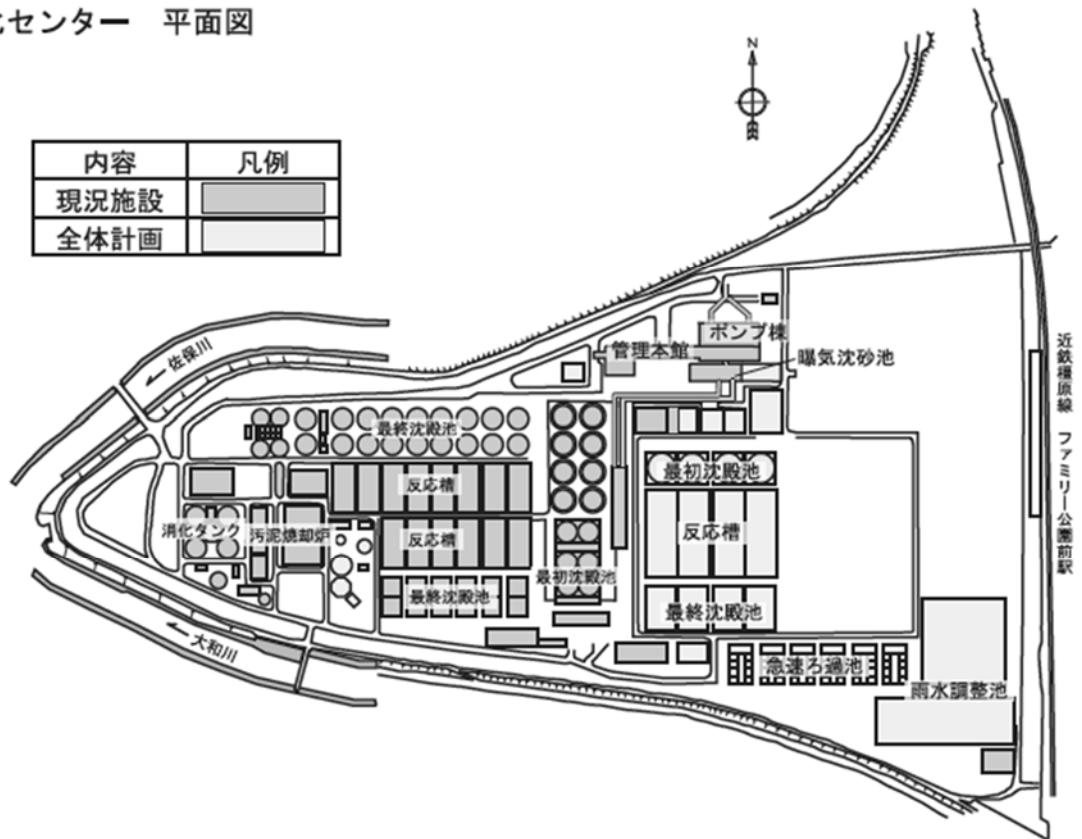 センター 平面図
N
内容 凡例
現況施設
全体計画
佐保川
ポンプ棟
管理本館
曝気沈砂池
最終沈殿池
最初沈殿池
反応槽
反応槽
消化タンク
汚泥焼却炉
反応槽
最初沈殿池
最終沈殿池
最終沈殿池
大和川
急速ろ過池
雨水調整池
近鉄橿原線 ファミリー公園前駅